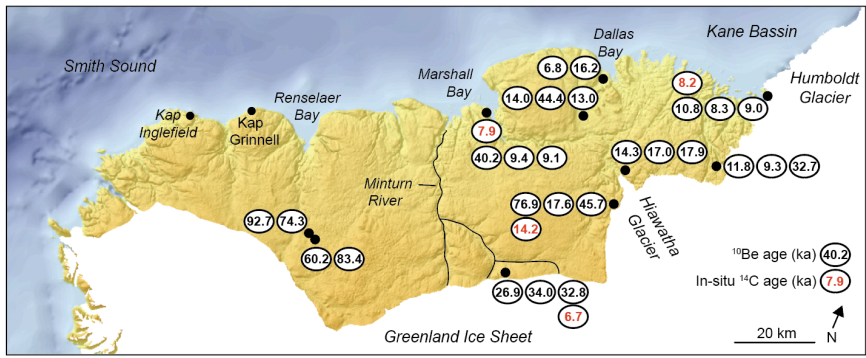 Smith Sound
Kane Bassin
Dallas
Bay
Humboldt
Glacier
Marshall
Bay
Renselaer
Bay
Kap
Inglefield
Kap
Grinnell
6.8 16.2
14.0 44.4 13.0
8.2
10.8 8.3 9.0
7.9
40.2 9.4 9.1
14.3 17.0 17.9
11.8 9.3 32.7
Minturn
River
76.9 17.6 45.7
14.2
Hiawatha
Glacier
92.7 74.3
60.2 83.4
26.9 34.0 32.8
6.7
Greenland Ice Sheet
¹⁰Be age (ka) 40.2
In-situ ¹⁴C age (ka) 7.9
20 km
N